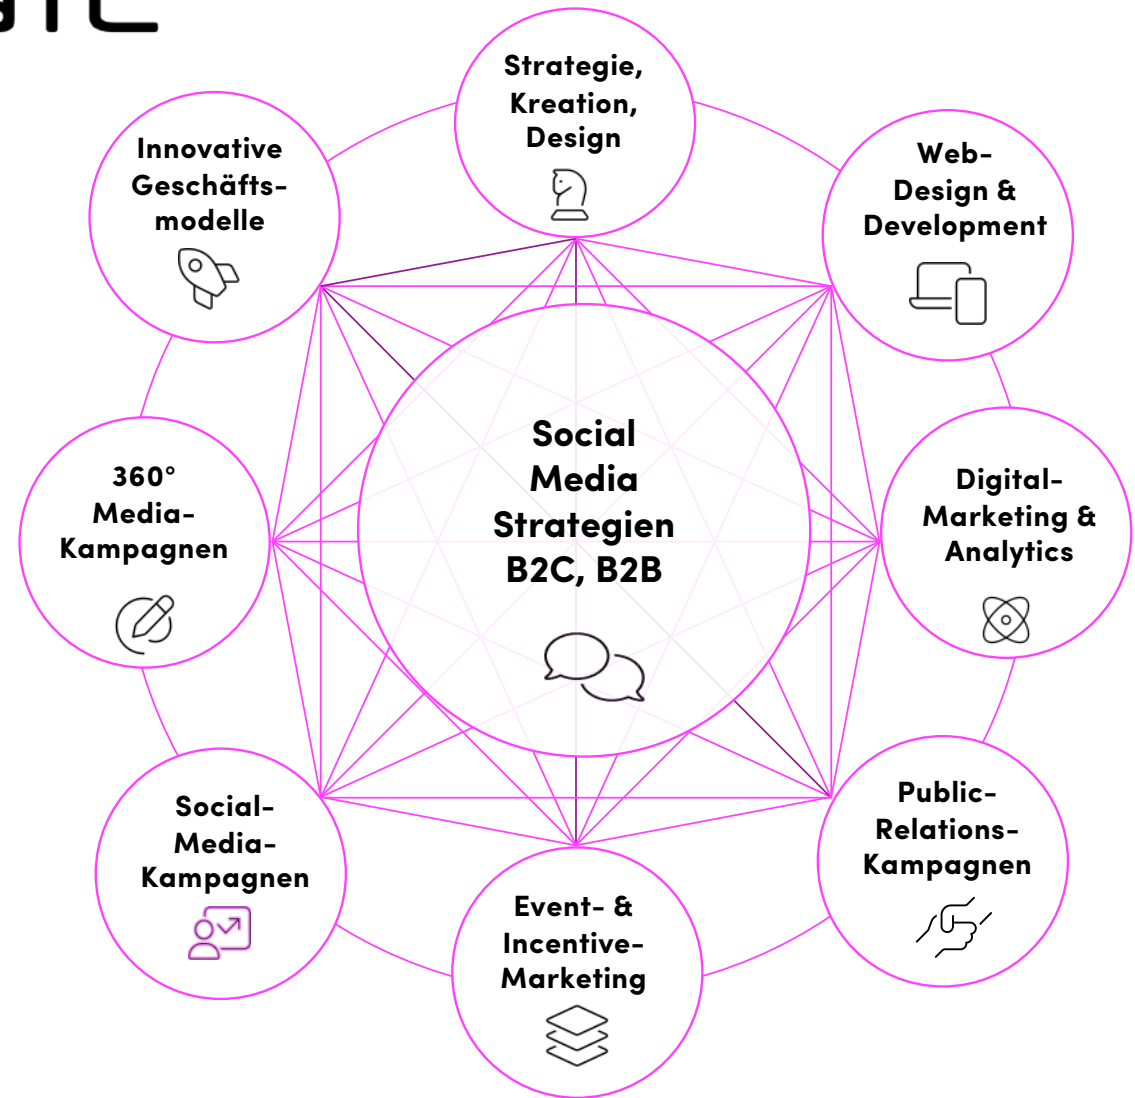 Strategie,
Kreation,
Design
Innovative
Geschäfts-
modelle
Web-
Design &
Development
Social
Media
Strategien
B2C, B2B
360°
Media-
Kampagnen
Digital-
Marketing &
Analytics
Social-
Media-
Kampagnen
Public-
Relations-
Kampagnen
Event- &
Incentive-
Marketing